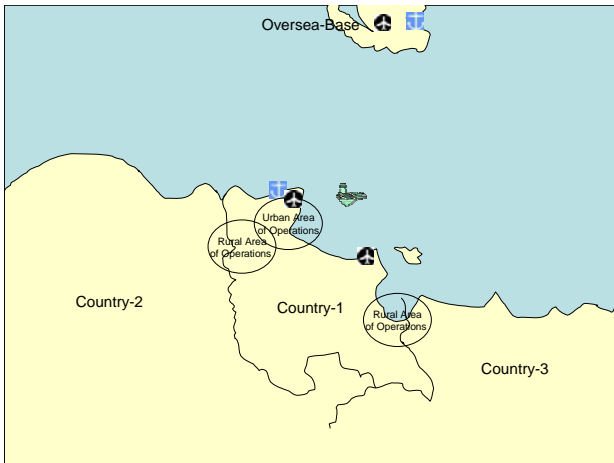 Oversea-Base
Urban Area
of Operations
Rural Area
of Operations
Country-2
Country-1
Rural Area
of Operations
Country-3